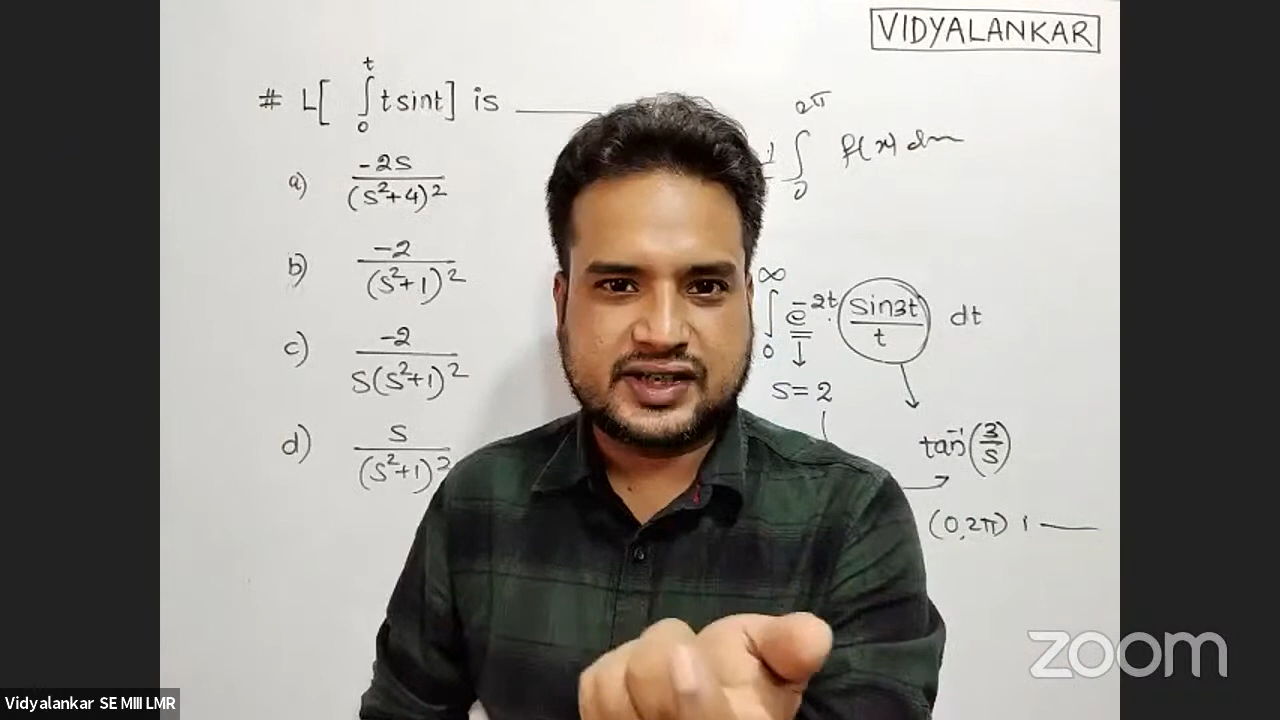 VIDYALANKAR
# L[ ∫₀ᵗ t sint ] is ______
a) -2s / (s²+4)²
b) -2 / (s²+1)²
c) -2 / s(s²+1)²
d) s / (s²+1)²
∫₀^2π f(x) dx
∫₀^∞ e^-2t · sin3t / t dt
s=2
tan⁻¹(3/s)
(0,2π)
zoom
Vidyalankar SE MIII LMR